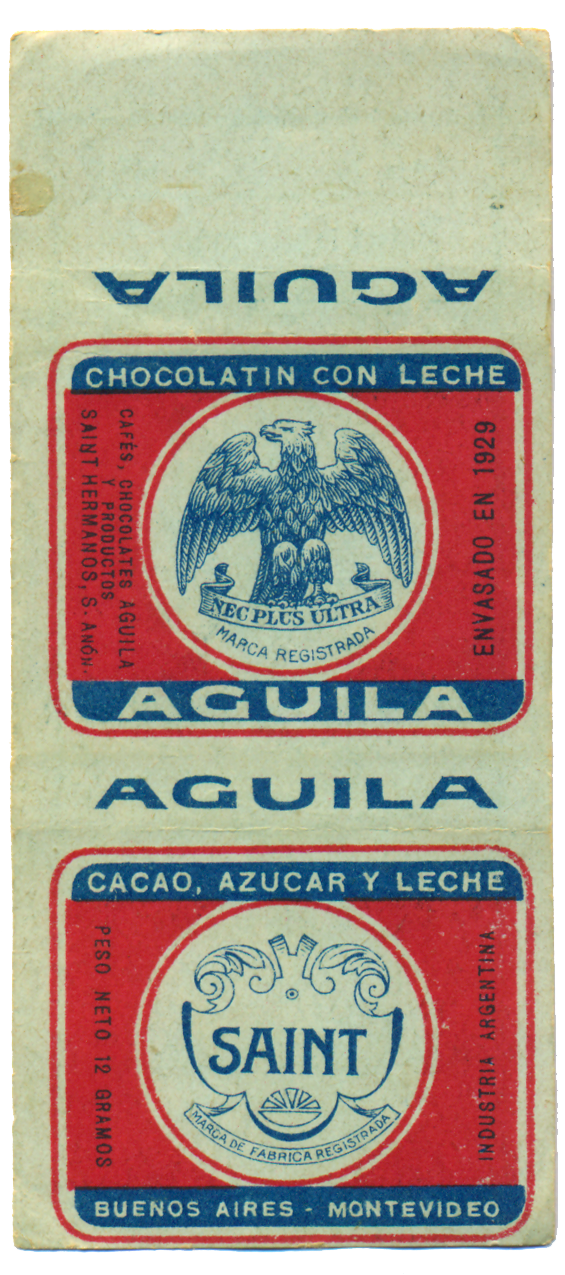 AGUILA
CHOCOLATIN CON LECHE
CAFÉS, CHOCOLATES AGUILA
Y PRODUCTOS
SAINT HERMANOS, S. ANÓN.
NEC PLUS ULTRA
MARCA REGISTRADA
ENVASADO EN 1929
AGUILA
AGUILA
CACAO, AZUCAR Y LECHE
PESO NETO 12 GRAMOS
SAINT
MARCA DE FABRICA REGISTRADA
INDUSTRIA ARGENTINA
BUENOS AIRES - MONTEVIDEO